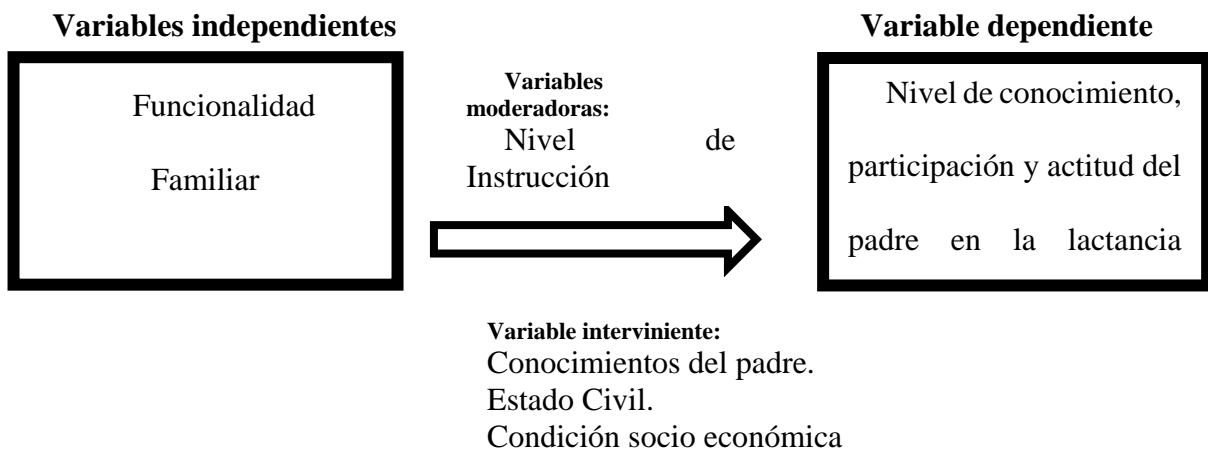 Variables independientes
Funcionalidad
Familiar
Variables
moderadoras:
Nivel de
Instrucción
Variable dependiente
Nivel de conocimiento,
participación y actitud del
padre en la lactancia
Variable interviniente:
Conocimientos del padre.
Estado Civil.
Condición socio económica